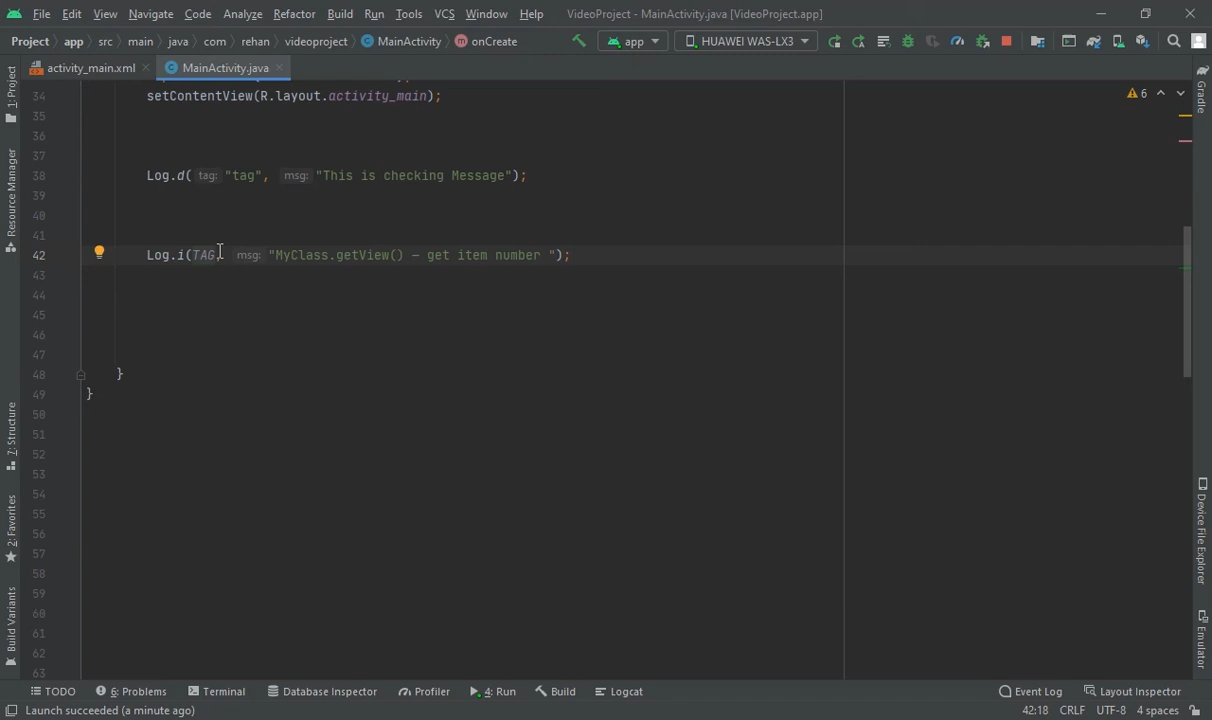 File Edit View Navigate Code Analyze Refactor Build Run Tools VCS Window Help VideoProject - MainActivity.java [VideoProject.app]
Project app src main java com rehan videoproject MainActivity onCreate app HUAWEI WAS-LX3
activity_main.xml MainActivity.java
6
34 setContentView(R.layout.activity_main);
35
36
37
38 Log.d( tag: "tag", msg: "This is checking Message");
39
40
41
42 Log.i(TAG, msg: "MyClass.getView() – get item number ");
43
44
45
46
47
48 }
49 }
50
51
52
53
54
55
56
57
58
59
60
61
62
63
1: Project
Resource Manager
7: Structure
2: Favorites
Build Variants
Gradle
Device File Explorer
Emulator
TODO 6: Problems Terminal Database Inspector Profiler 4: Run Build Logcat Event Log Layout Inspector
Launch succeeded (a minute ago) 42:18 CRLF UTF-8 4 spaces